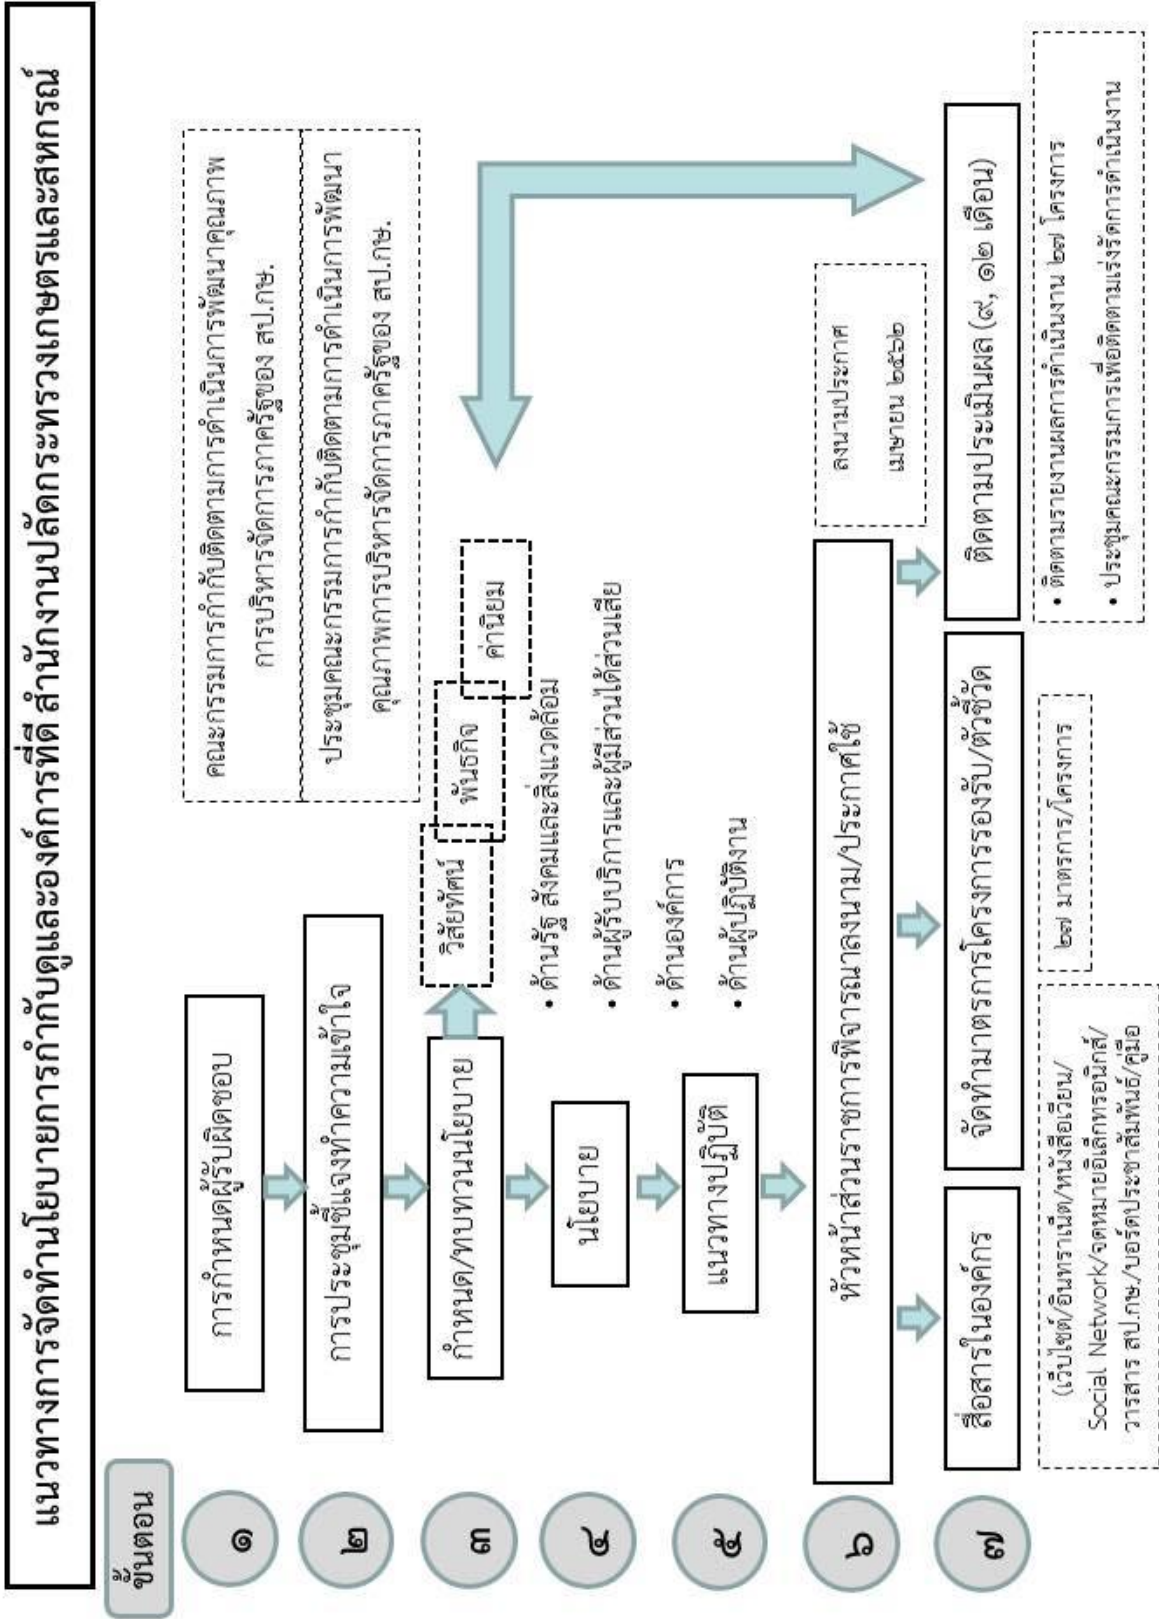 แนวทางการจัดทำนโยบายการกำกับดูแลองค์การที่ดี สำนักงานปลัดกระทรวงเกษตรและสหกรณ์
ขั้นตอน
๑
การกำหนดผู้รับผิดชอบ
คณะกรรมการกำกับติดตามการดำเนินการพัฒนาคุณภาพ
การบริหารจัดการภาครัฐของ สป.กษ.
๒
การประชุมชี้แจงทำความเข้าใจ
ประชุมคณะกรรมการกำกับติดตามการดำเนินการพัฒนา
คุณภาพการบริหารจัดการภาครัฐของ สป.กษ.
๓
กำหนด/ทบทวนนโยบาย
วิสัยทัศน์
พันธกิจ
ค่านิยม
๔
นโยบาย
• ด้านรัฐ สังคมและสิ่งแวดล้อม
• ด้านผู้รับบริการและผู้มีส่วนได้ส่วนเสีย
• ด้านองค์การ
• ด้านผู้ปฏิบัติงาน
๕
แนวทางปฏิบัติ
๖
หัวหน้าส่วนราชการพิจารณาลงนาม/ประกาศใช้
ลงนามประกาศ
เมษายน ๒๕๖๒
๗
สื่อสารในองค์กร
จัดทำมาตรการโครงการรองรับ/ตัวชี้วัด
ติดตามประเมินผล (๙, ๑๒ เดือน)
(เว็บไซต์/อินทราเน็ต/หนังสือเวียน/
Social Network/จดหมายอิเล็กทรอนิกส์/
วารสาร สป.กษ/บอร์ดประชาสัมพันธ์/คู่มือ
๒๗ มาตรการ/โครงการ
• ติดตามรายงานผลการดำเนินงาน ๒๗ โครงการ
• ประชุมคณะกรรมการเพื่อติดตามเร่งรัดการดำเนินงาน